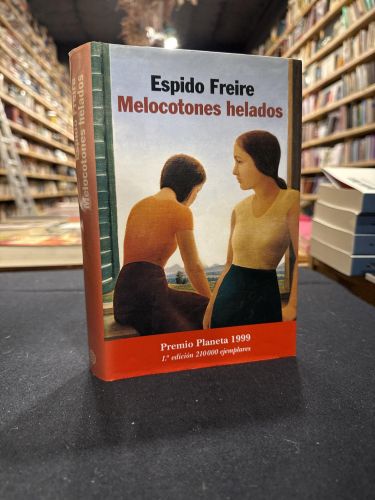 Espido Freire
Melocotones helados
Premio Planeta 1999
1.ª edición 210 000 ejemplares
Melocotones helados